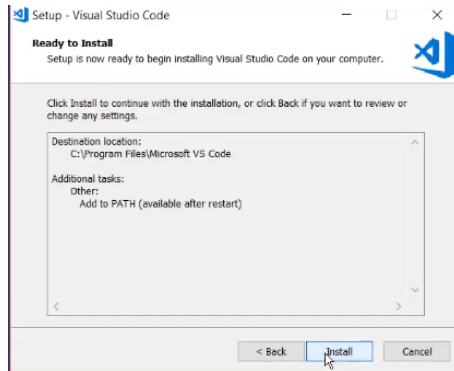 Setup - Visual Studio Code
Ready to Install
Setup is now ready to begin installing Visual Studio Code on your computer.
Click Install to continue with the installation, or click Back if you want to review or
change any settings.
Destination location:
C:\Program Files\Microsoft VS Code
Additional tasks:
Other:
Add to PATH (available after restart)
< Back
Install
Cancel